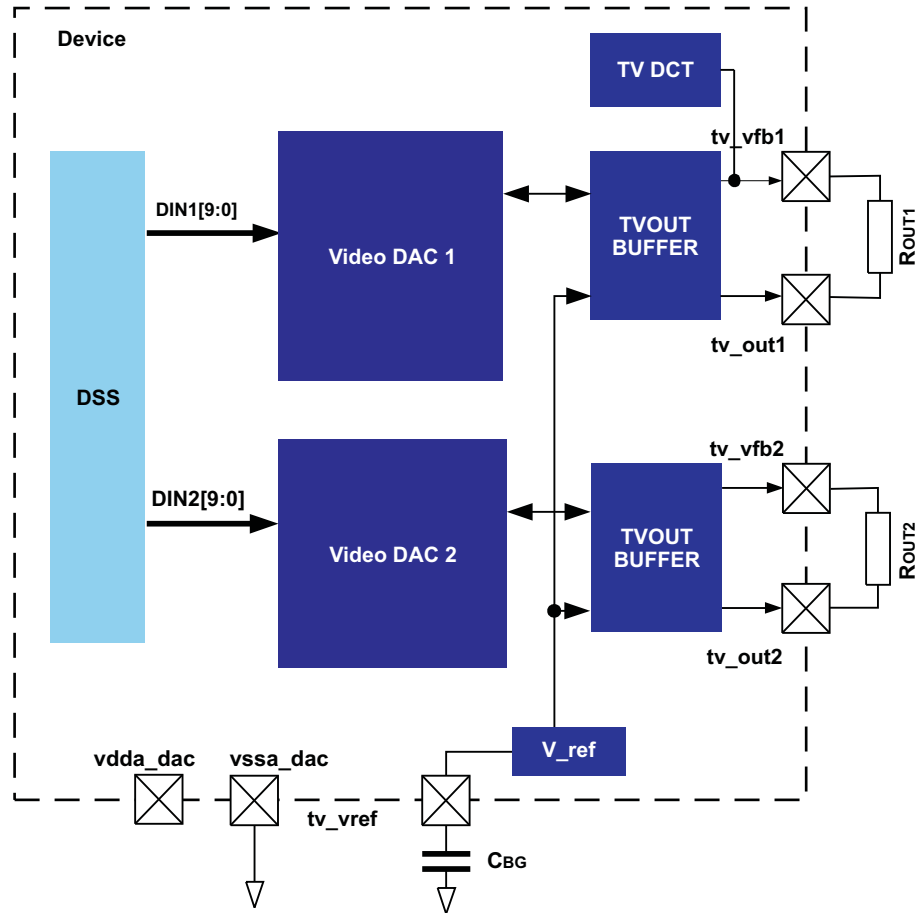 Device
TV DCT
tv_vfb1
DIN1[9:0]
Video DAC 1
TVOUT
BUFFER
ROUT1
tv_out1
DSS
tv_vfb2
DIN2[9:0]
Video DAC 2
TVOUT
BUFFER
ROUT2
tv_out2
V_ref
vdda_dac
vssa_dac
tv_vref
CBG